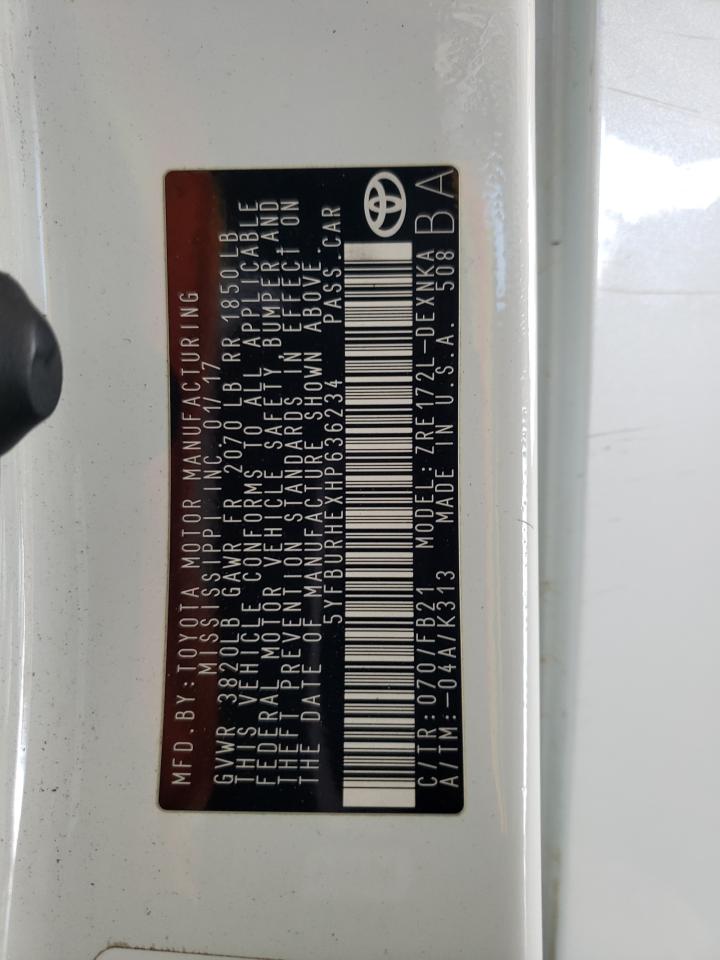 MFD.BY:TOYOTA MOTOR MANUFACTURING
MISSISSIPPI INC. 01/17
GVWR 3820LB GAWR FR 2070 LB RR 1850 LB
THIS VEHICLE CONFORMS TO ALL APPLICABLE
FEDERAL MOTOR VEHICLE SAFETY, BUMPER, AND
THEFT PREVENTION STANDARDS IN EFFECT ON
THE DATE OF MANUFACTURE SHOWN ABOVE.
5YFBURHEXHP636234 PASS.CAR
C/TR:070/FB21 MODEL:ZRE172L-DEXNKA
A/TM:-04A/K313 MADE IN U.S.A. 508 BA